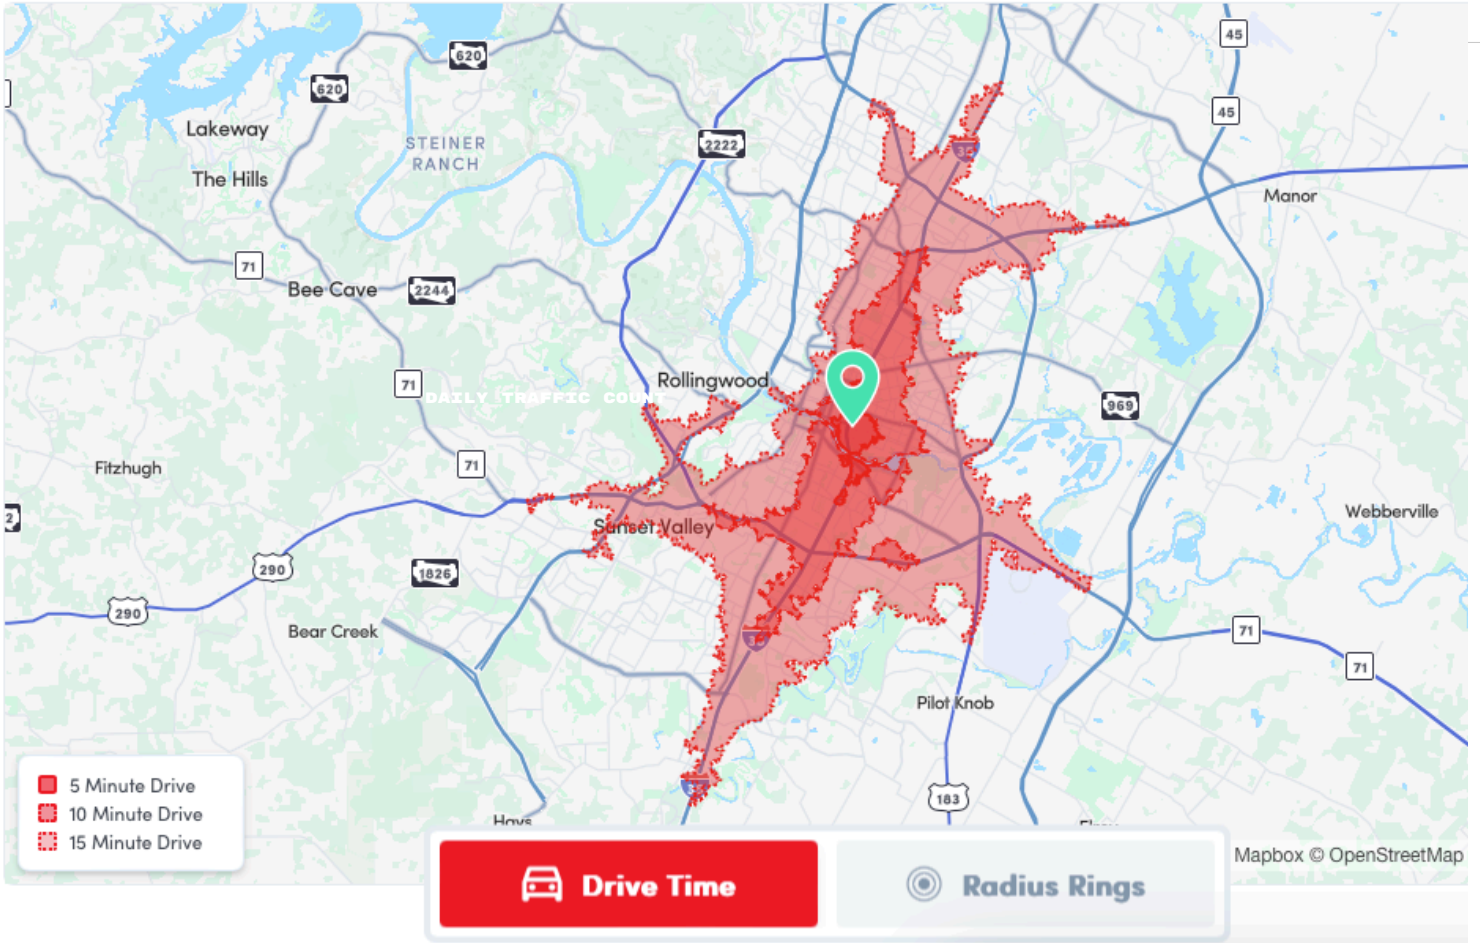 620
45
620
45
Lakeway
STEINER
RANCH
2222
35
The Hills
Manor
71
Bee Cave
2244
71
Rollingwood
DAILY TRAFFIC COUNT
969
71
Fitzhugh
2
Webberville
Sunset Valley
290
1826
290
Bear Creek
71
71
Pilot Knob
5 Minute Drive
10 Minute Drive
15 Minute Drive
35
183
Hays
Mapbox © OpenStreetMap
Drive Time
Radius Rings